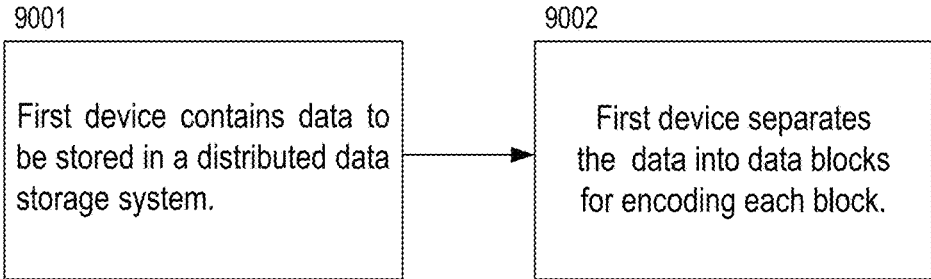 9001
First device contains data to
be stored in a distributed data
storage system.
9002
First device separates
the data into data blocks
for encoding each block.